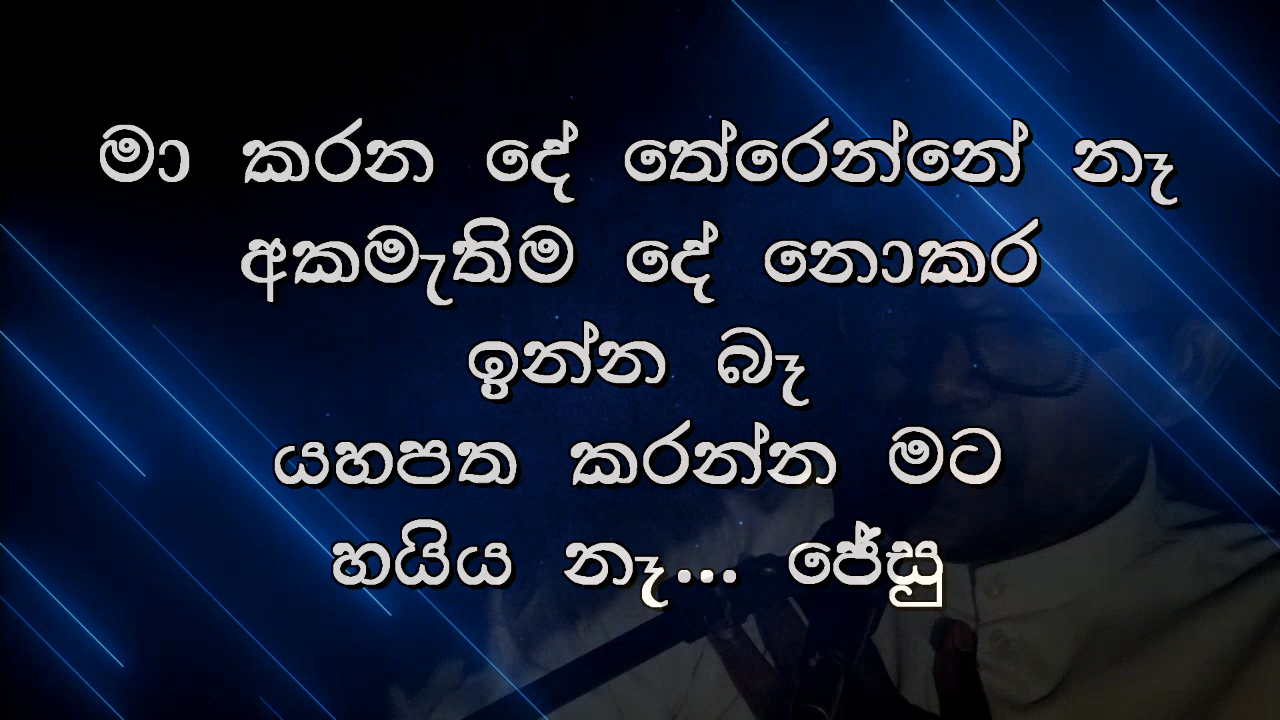 මා කරන දේ තේරෙන්නේ නෑ
අකමැතිම දේ නොකර
ඉන්න බෑ
යහපත කරන්න මට
හයිය නෑ... ජේසු